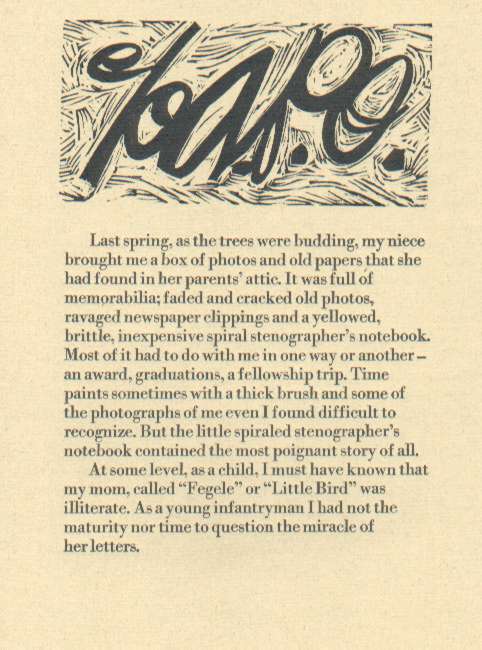 a.p.o.
Last spring, as the trees were budding, my niece
brought me a box of photos and old papers that she
had found in her parents' attic. It was full of
memorabilia; faded and cracked old photos,
ravaged newspaper clippings and a yellowed,
brittle, inexpensive spiral stenographer's notebook.
Most of it had to do with me in one way or another –
an award, graduations, a fellowship trip. Time
paints sometimes with a thick brush and some of
the photographs of me even I found difficult to
recognize. But the little spiraled stenographer's
notebook contained the most poignant story of all.
At some level, as a child, I must have known that
my mom, called “Fegele” or “Little Bird” was
illiterate. As a young infantryman I had not the
maturity nor time to question the miracle of
her letters.